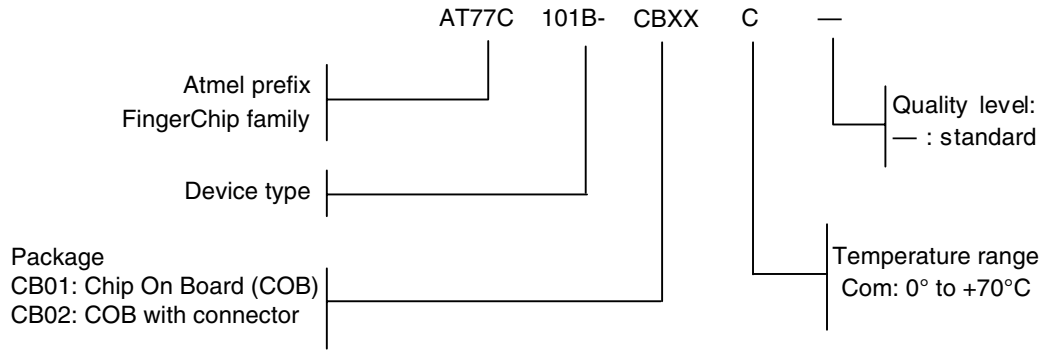 AT77C 101B- CBXX C —
Atmel prefix
FingerChip family
Quality level:
— : standard
Device type
Package
CB01: Chip On Board (COB)
CB02: COB with connector
Temperature range
Com: 0° to +70°C